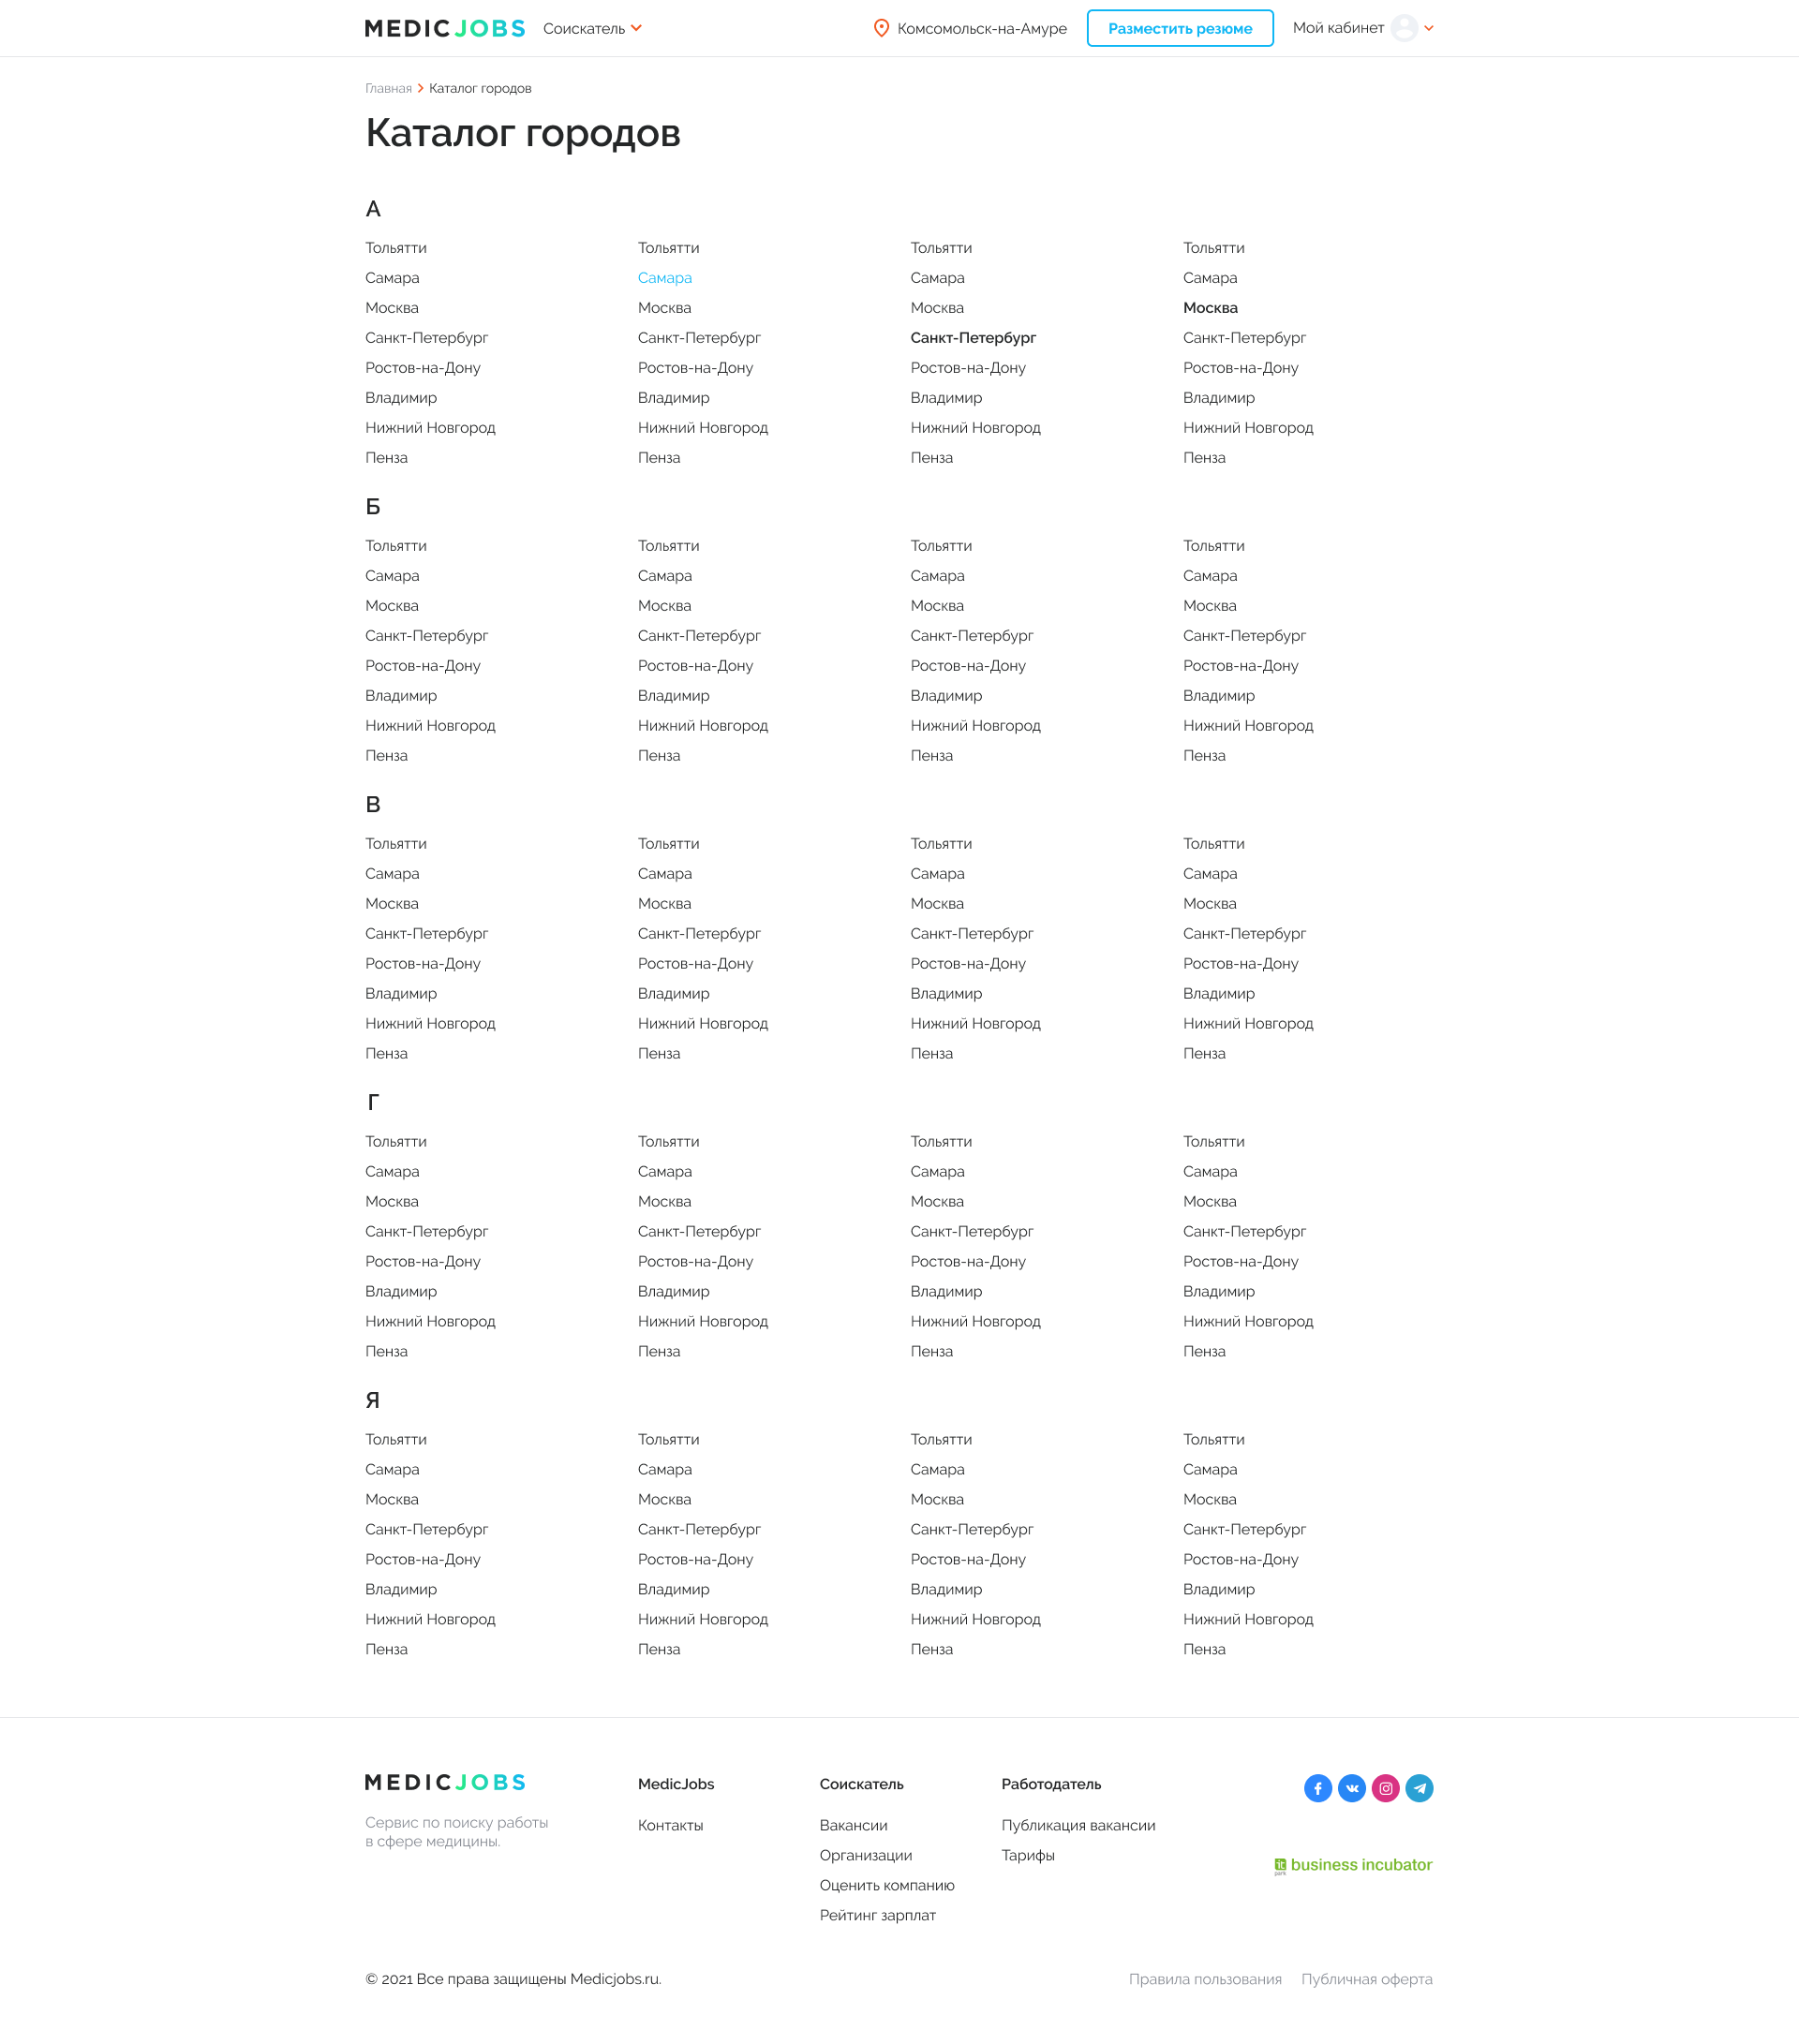 MEDICJOBS
Соискатель
Комсомольск-на-Амуре
Разместить резюме
Мой кабинет
Главная
Каталог городов
Каталог городов
А
Тольятти Тольятти Тольятти Тольятти
Самара Самара Самара Самара
Москва Москва Москва Москва
Санкт-Петербург Санкт-Петербург Санкт-Петербург Санкт-Петербург
Ростов-на-Дону Ростов-на-Дону Ростов-на-Дону Ростов-на-Дону
Владимир Владимир Владимир Владимир
Нижний Новгород Нижний Новгород Нижний Новгород Нижний Новгород
Пенза Пенза Пенза Пенза
Б
Тольятти Тольятти Тольятти Тольятти
Самара Самара Самара Самара
Москва Москва Москва Москва
Санкт-Петербург Санкт-Петербург Санкт-Петербург Санкт-Петербург
Ростов-на-Дону Ростов-на-Дону Ростов-на-Дону Ростов-на-Дону
Владимир Владимир Владимир Владимир
Нижний Новгород Нижний Новгород Нижний Новгород Нижний Новгород
Пенза Пенза Пенза Пенза
В
Тольятти Тольятти Тольятти Тольятти
Самара Самара Самара Самара
Москва Москва Москва Москва
Санкт-Петербург Санкт-Петербург Санкт-Петербург Санкт-Петербург
Ростов-на-Дону Ростов-на-Дону Ростов-на-Дону Ростов-на-Дону
Владимир Владимир Владимир Владимир
Нижний Новгород Нижний Новгород Нижний Новгород Нижний Новгород
Пенза Пенза Пенза Пенза
Г
Тольятти Тольятти Тольятти Тольятти
Самара Самара Самара Самара
Москва Москва Москва Москва
Санкт-Петербург Санкт-Петербург Санкт-Петербург Санкт-Петербург
Ростов-на-Дону Ростов-на-Дону Ростов-на-Дону Ростов-на-Дону
Владимир Владимир Владимир Владимир
Нижний Новгород Нижний Новгород Нижний Новгород Нижний Новгород
Пенза Пенза Пенза Пенза
Я
Тольятти Тольятти Тольятти Тольятти
Самара Самара Самара Самара
Москва Москва Москва Москва
Санкт-Петербург Санкт-Петербург Санкт-Петербург Санкт-Петербург
Ростов-на-Дону Ростов-на-Дону Ростов-на-Дону Ростов-на-Дону
Владимир Владимир Владимир Владимир
Нижний Новгород Нижний Новгород Нижний Новгород Нижний Новгород
Пенза Пенза Пенза Пенза
MEDICJOBS
Сервис по поиску работы
в сфере медицины.
MedicJobs
Контакты
Соискатель
Вакансии
Организации
Оценить компанию
Рейтинг зарплат
Работодатель
Публикация вакансии
Тарифы
it park business incubator
© 2021 Все права защищены Medicjobs.ru.
Правила пользования
Публичная оферта